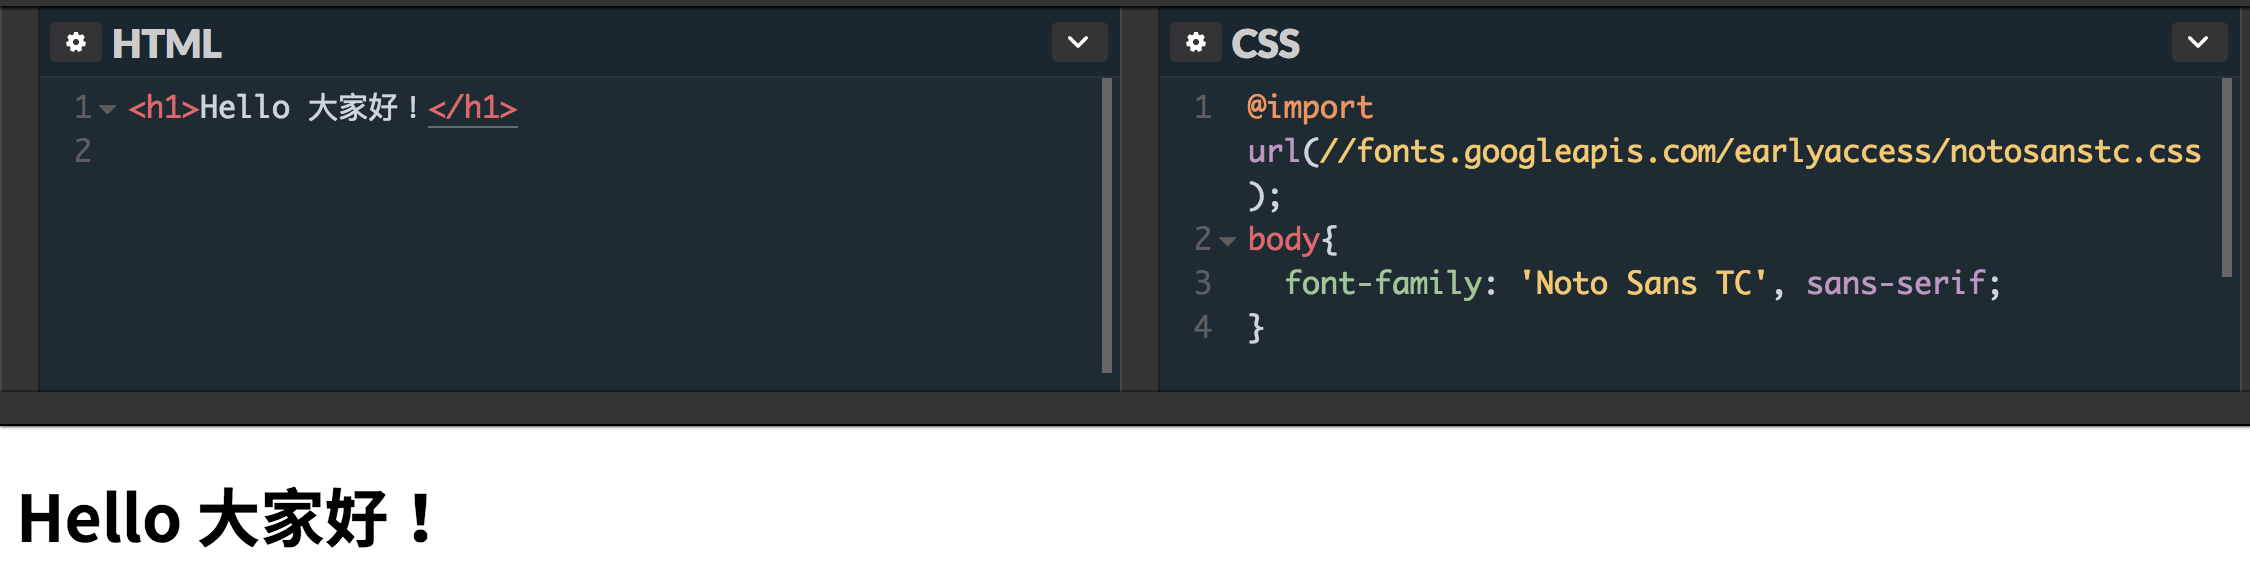 HTML
1 <h1>Hello 大家好！</h1>
2
CSS
1 @import
url(//fonts.googleapis.com/earlyaccess/notosanstc.css
);
2 body{
3 font-family: 'Noto Sans TC', sans-serif;
4 }
Hello 大家好！